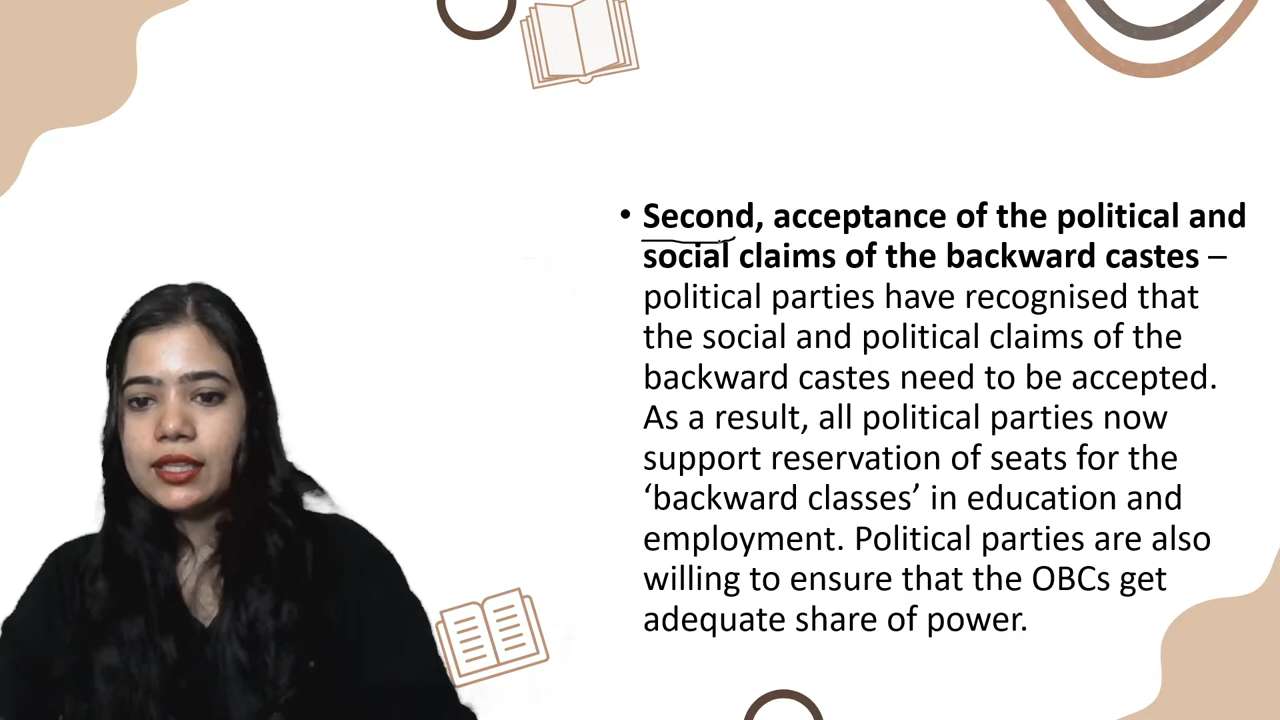 • Second, acceptance of the political and
social claims of the backward castes –
political parties have recognised that
the social and political claims of the
backward castes need to be accepted.
As a result, all political parties now
support reservation of seats for the
‘backward classes’ in education and
employment. Political parties are also
willing to ensure that the OBCs get
adequate share of power.